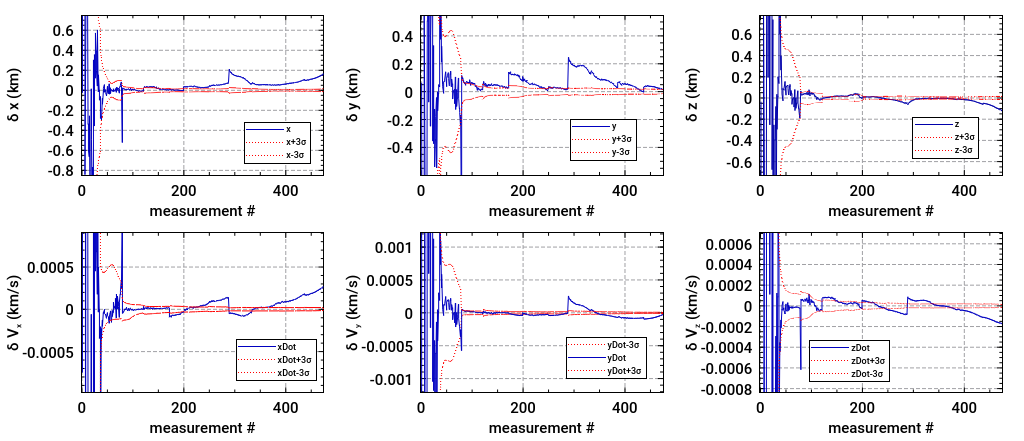 0.6
0.4
0.2
0
-0.2
-0.4
-0.6
-0.8
δ x (km)
x
x+3σ
x-3σ
0 200 400
measurement #
0.4
0.2
0
-0.2
-0.4
δ y (km)
y
y+3σ
y-3σ
0 200 400
measurement #
0.6
0.4
0.2
0
-0.2
-0.4
-0.6
δ z (km)
z
z+3σ
z-3σ
0 200 400
measurement #
0.0005
0
-0.0005
δ Vx (km/s)
xDot
xDot+3σ
xDot-3σ
0 200 400
measurement #
0.001
0.0005
0
-0.0005
-0.001
δ Vy (km/s)
yDot-3σ
yDot
yDot+3σ
0 200 400
measurement #
0.0006
0.0004
0.0002
0
-0.0002
-0.0004
-0.0006
-0.0008
δ Vz (km/s)
zDot
zDot+3σ
zDot-3σ
0 200 400
measurement #